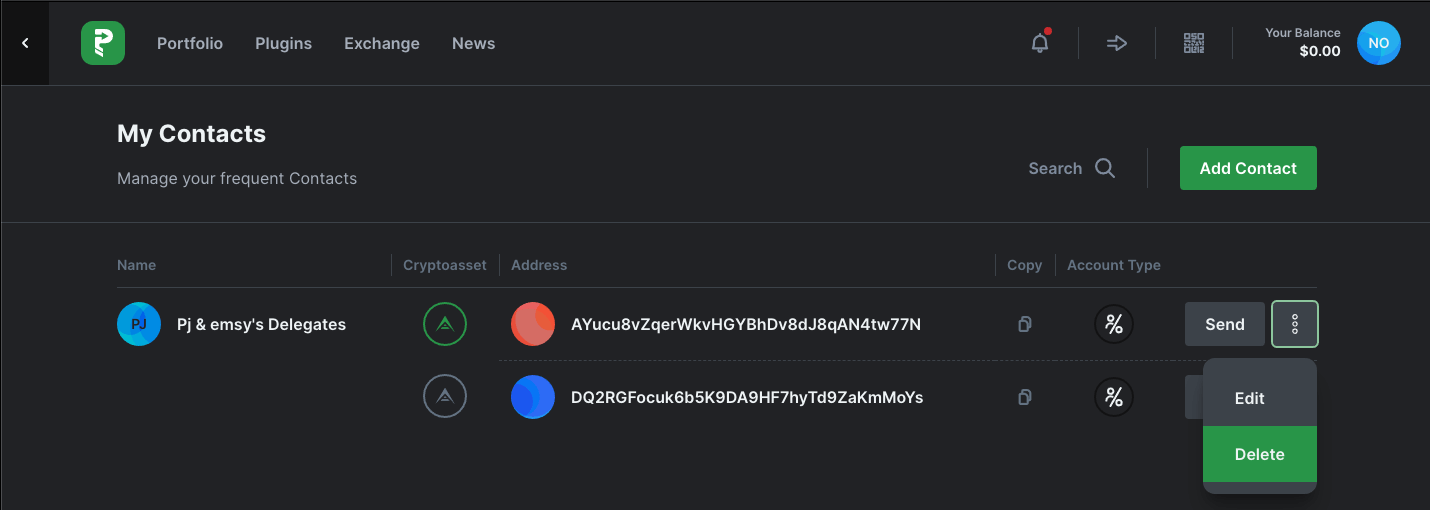 Portfolio Plugins Exchange News Your Balance
$0.00 NO
My Contacts
Manage your frequent Contacts
Search Add Contact
Name Cryptoasset Address Copy Account Type
PJ Pj & emsy's Delegates AYucu8vZqerWkvHGYBhDv8dJ8qAN4tw77N Send
DQ2RGFocuk6b5K9DA9HF7hyTd9ZaKmMoYs
Edit
Delete